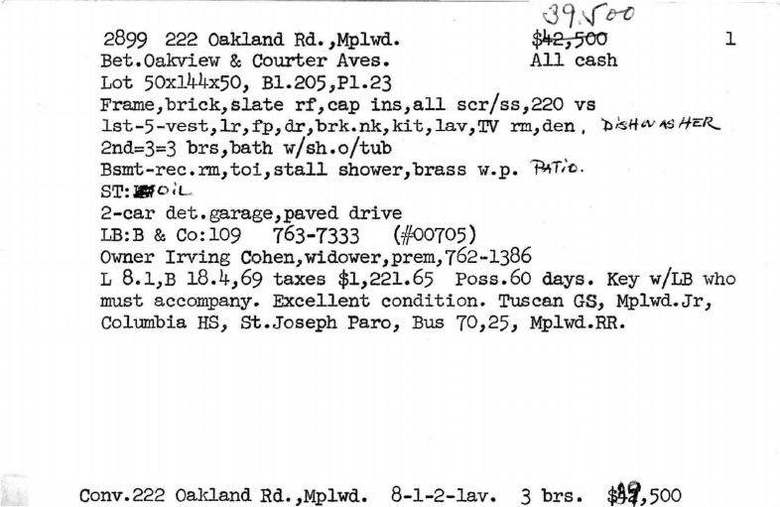 39,500
2899 222 Oakland Rd.,Mplwd. $42,500 1
Bet.Oakview & Courter Aves. All cash
Lot 50x144x50, Bl.205,Pl.23
Frame,brick,slate rf,cap ins,all scr/ss,220 vs
1st-5-vest,lr,fp,dr,brk.nk,kit,lav,TV rm,den, DISHWASHER
2nd=3=3 brs,bath w/sh.o/tub
Bsmt-rec.rm,toi,stall shower,brass w.p. PATIO.
ST: OIL
2-car det.garage,paved drive
LB:B & Co:109 763-7333 (#00705)
Owner Irving Cohen,widower,prem,762-1386
L 8.1,B 18.4,69 taxes $1,221.65 Poss.60 days. Key w/LB who
must accompany. Excellent condition. Tuscan GS, Mplwd.Jr,
Columbia HS, St.Joseph Paro, Bus 70,25, Mplwd.RR.
Conv.222 Oakland Rd.,Mplwd. 8-1-2-lav. 3 brs. $39,500